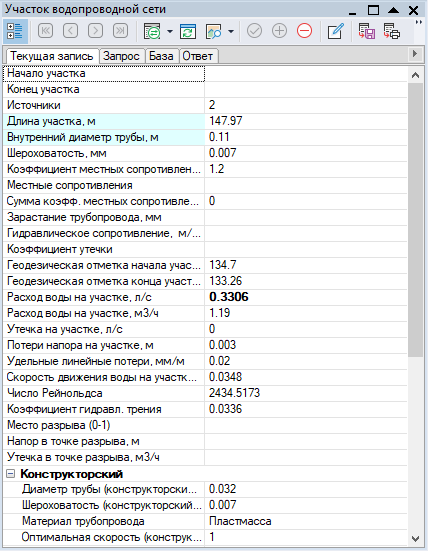 Участок водопроводной сети
Текущая запись Запрос База Ответ
Начало участка
Конец участка
Источники 2
Длина участка, м 147.97
Внутренний диаметр трубы, м 0.11
Шероховатость, мм 0.007
Коэффициент местных сопротивлен... 1.2
Местные сопротивления
Сумма коэфф. местных сопротивле... 0
Зарастание трубопровода, мм
Гидравлическое сопротивление, м/...
Коэффициент утечки
Геодезическая отметка начала учас... 134.7
Геодезическая отметка конца участ... 133.26
Расход воды на участке, л/с 0.3306
Расход воды на участке, м3/ч 1.19
Утечка на участке, л/с 0
Потери напора на участке, м 0.003
Удельные линейные потери, мм/м 0.02
Скорость движения воды на участк... 0.0348
Число Рейнольдса 2434.5173
Коэффициент гидравл. трения 0.0336
Место разрыва (0-1)
Напор в точке разрыва, м
Утечка в точке разрыва, м3/ч
Конструкторский
Диаметр трубы (конструкторски... 0.032
Шероховатость (конструкторский... 0.007
Материал трубопровода Пластмасса
Оптимальная скорость (конструк... 1